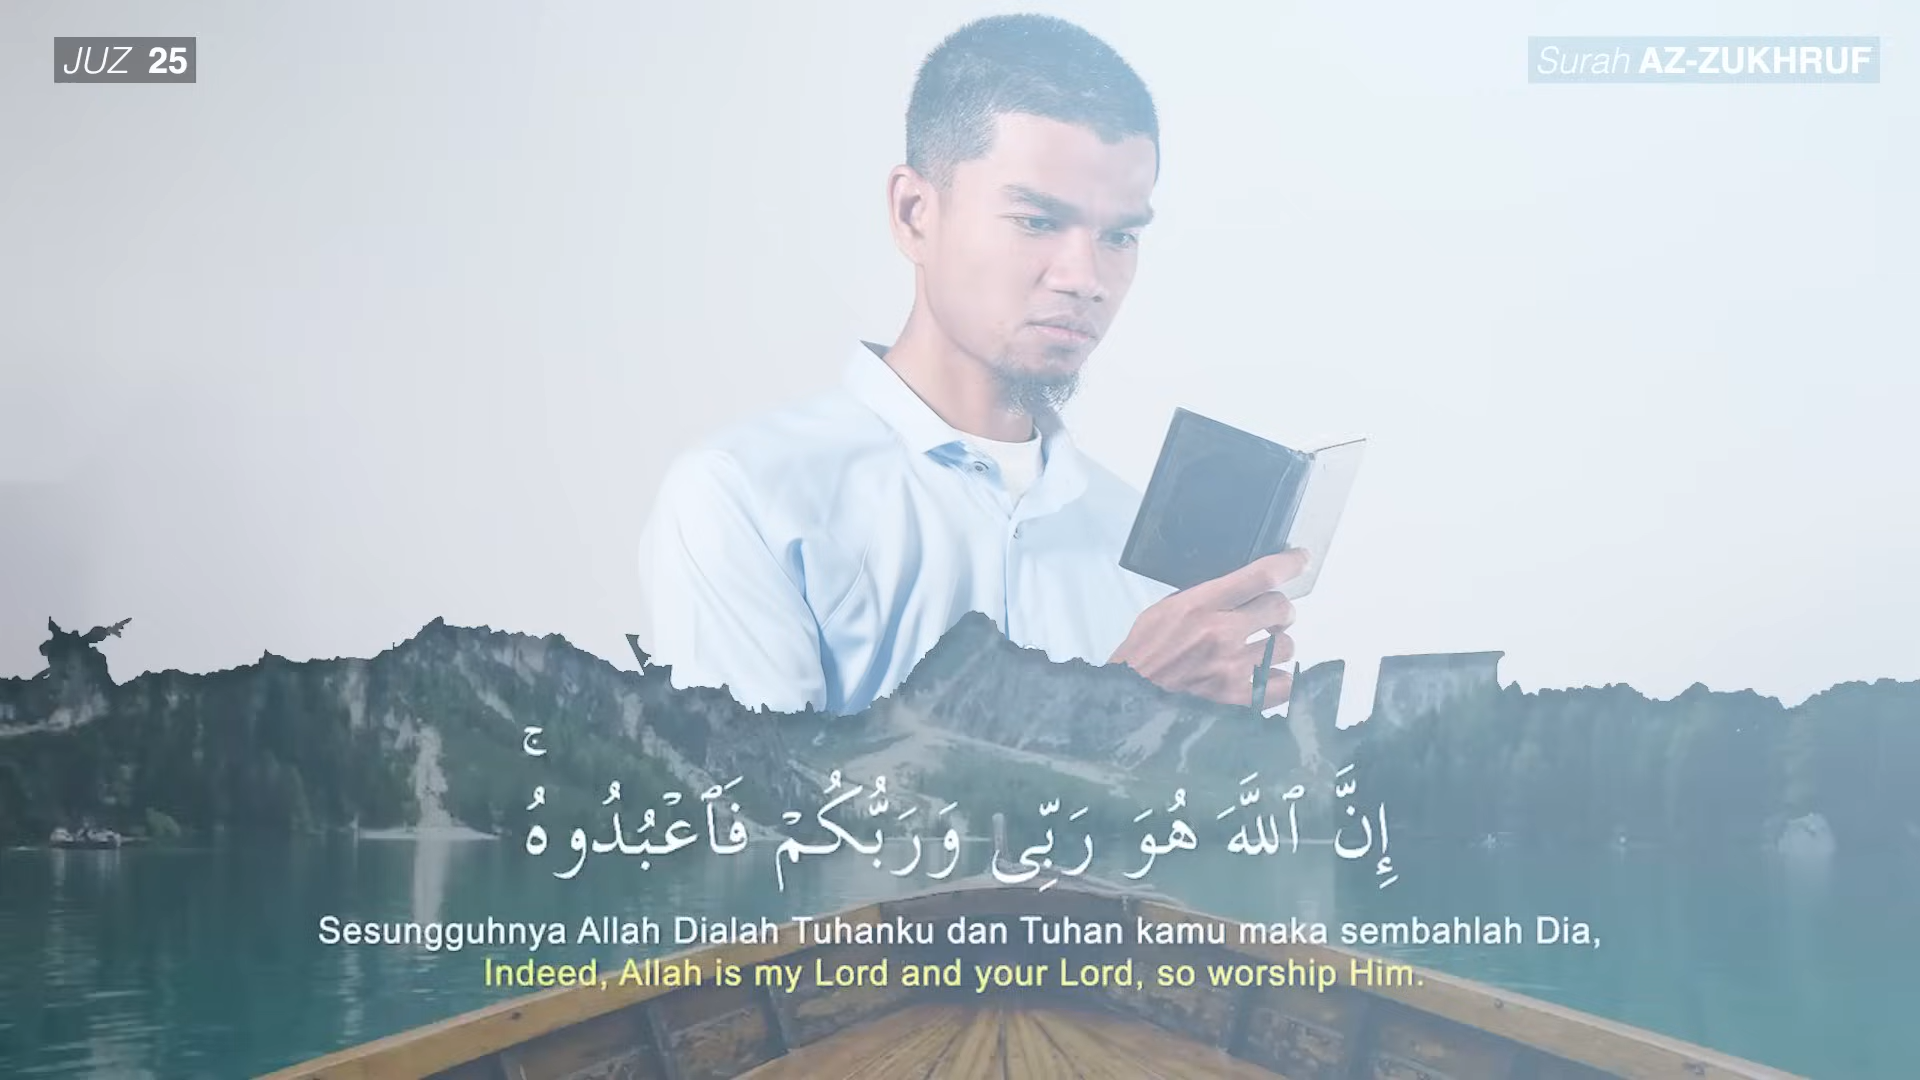 JUZ 25
Surah AZ-ZUKHRUF
إِنَّ ٱللَّهَ هُوَ رَبِّى وَرَبُّكُمْ فَٱعْبُدُوهُ ۚ
Sesungguhnya Allah Dialah Tuhanku dan Tuhan kamu maka sembahlah Dia,
Indeed, Allah is my Lord and your Lord, so worship Him.